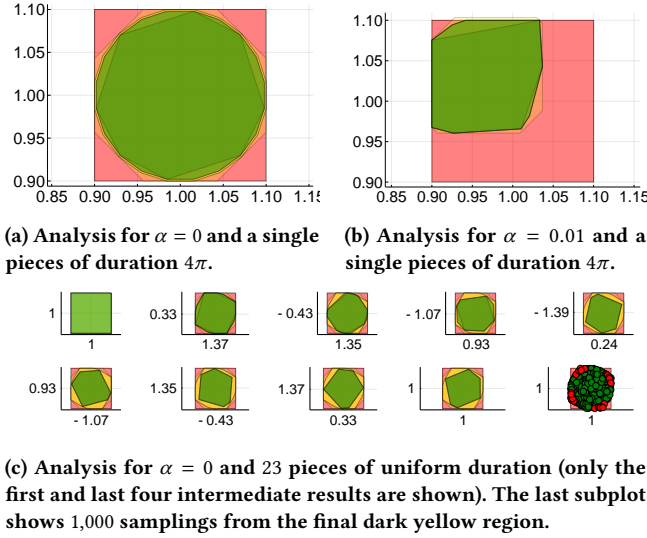 1.10
1.05
1.00
0.95
0.90
0.85 0.90 0.95 1.00 1.05 1.10 1.15
1.10
1.05
1.00
0.95
0.90
0.85 0.90 0.95 1.00 1.05 1.10 1.15
(a) Analysis for α = 0 and a single
pieces of duration 4π.
(b) Analysis for α = 0.01 and a
single pieces of duration 4π.
1 0.33 - 0.43 - 1.07 - 1.39
1 1.37 1.35 0.93 0.24
0.93 1.35 1.37 1 1
- 1.07 - 0.43 0.33 1 1
(c) Analysis for α = 0 and 23 pieces of uniform duration (only the
first and last four intermediate results are shown). The last subplot
shows 1,000 samplings from the final dark yellow region.